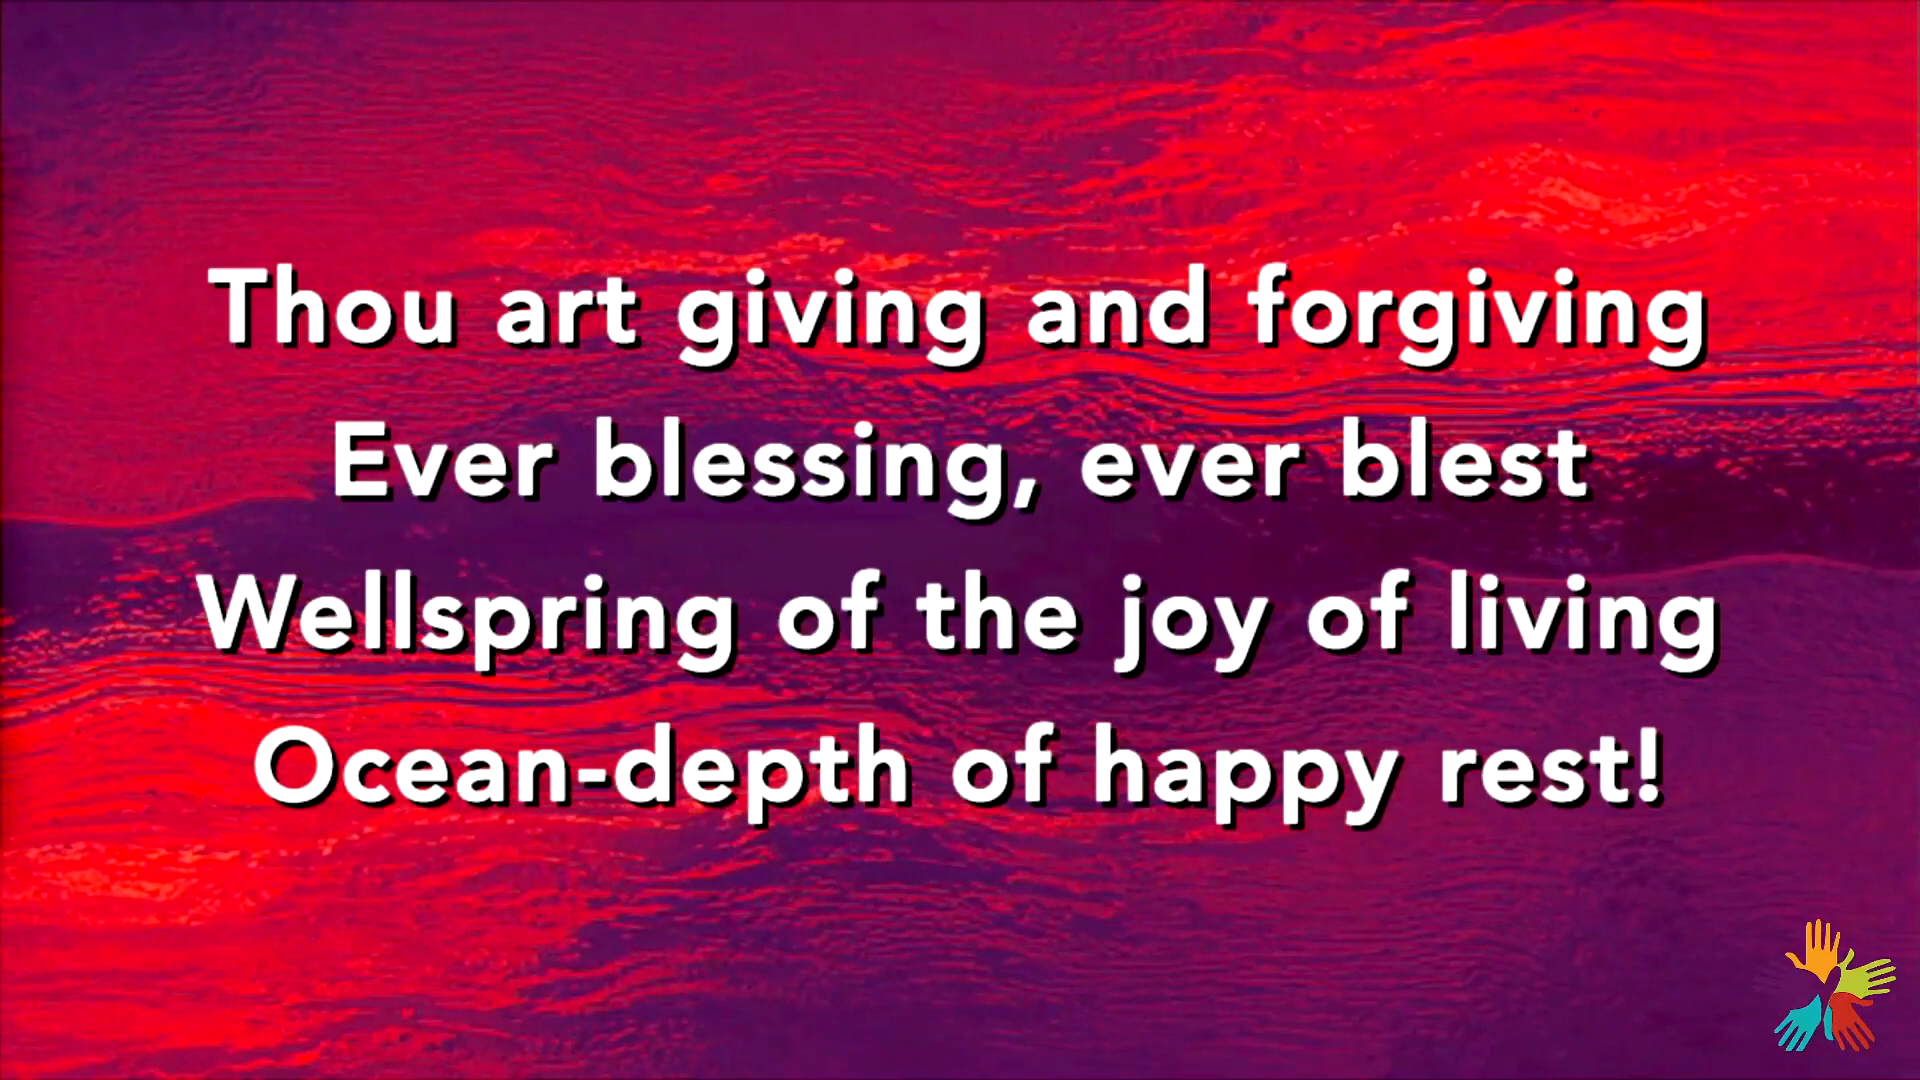 Thou art giving and forgiving
Ever blessing, ever blest
Wellspring of the joy of living
Ocean-depth of happy rest!